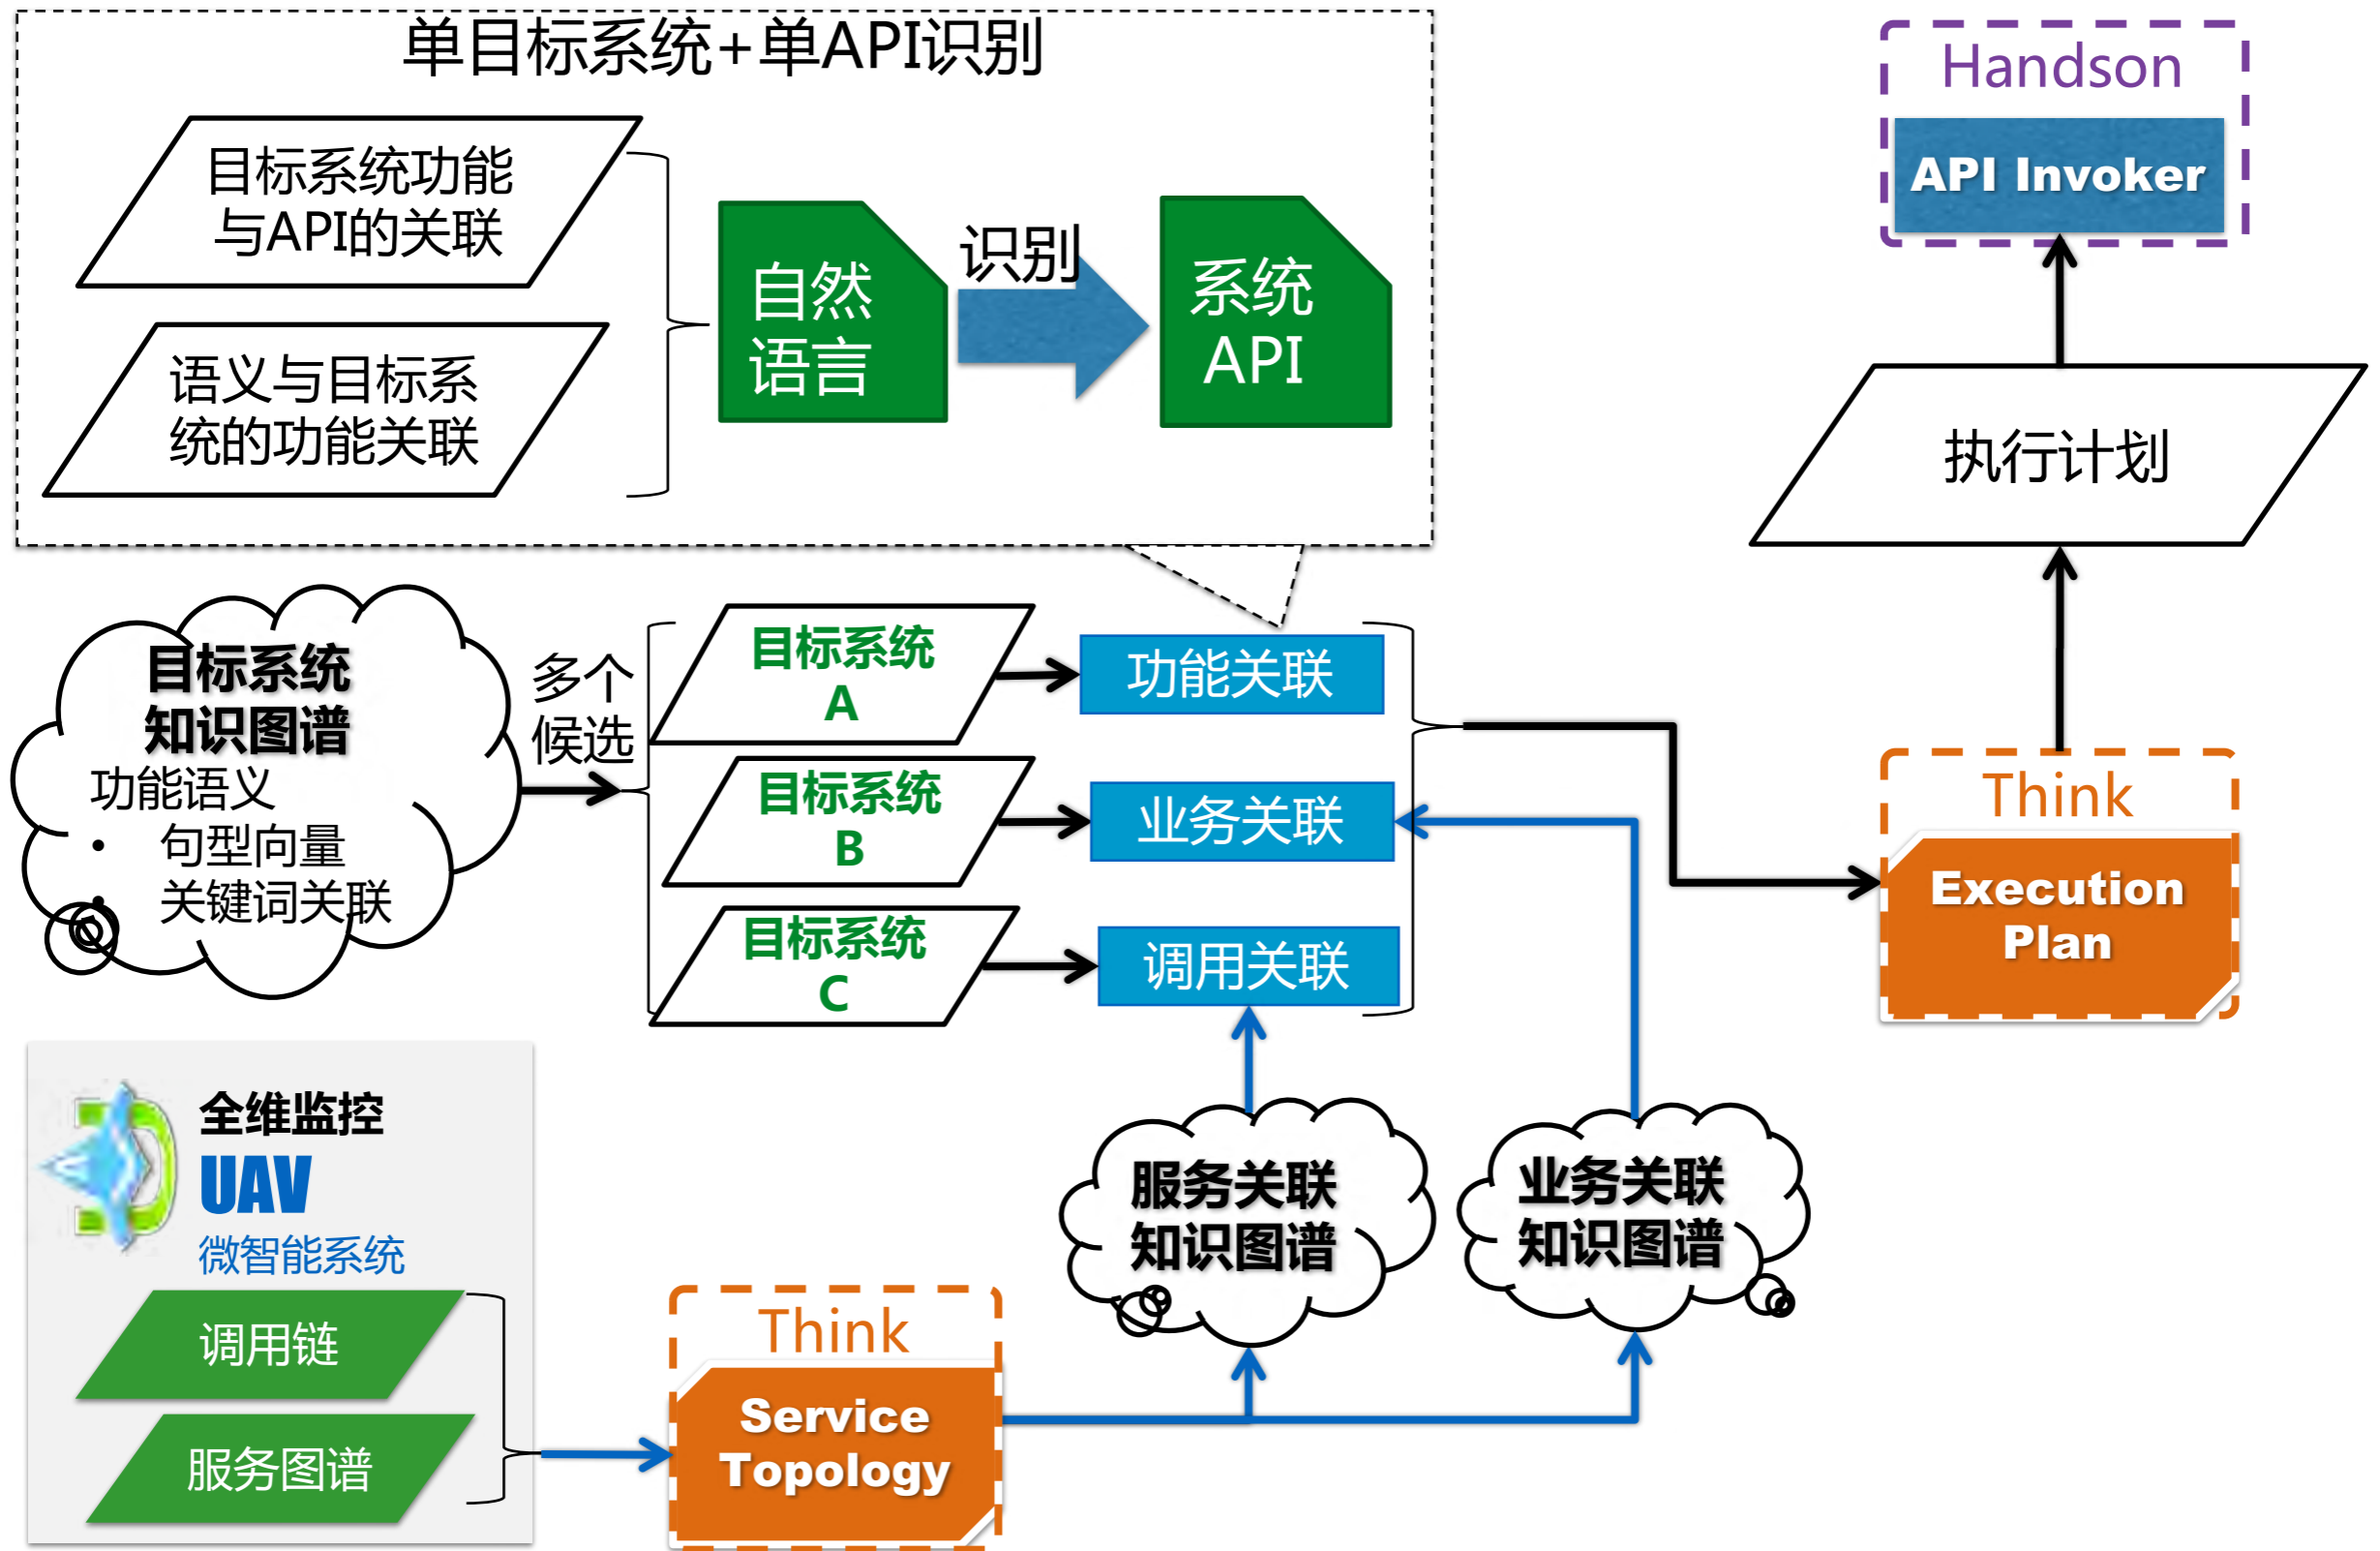 单目标系统+单API识别
目标系统功能
与API的关联
语义与目标系
统的功能关联
自然
语言
识别
系统
API
Handson
API Invoker
执行计划
目标系统
知识图谱
功能语义
• 句型向量
• 关键词关联
多个
候选
目标系统
A
目标系统
B
目标系统
C
功能关联
业务关联
调用关联
Think
Execution
Plan
全维监控
UAV
微智能系统
调用链
服务图谱
Think
Service
Topology
服务关联
知识图谱
业务关联
知识图谱